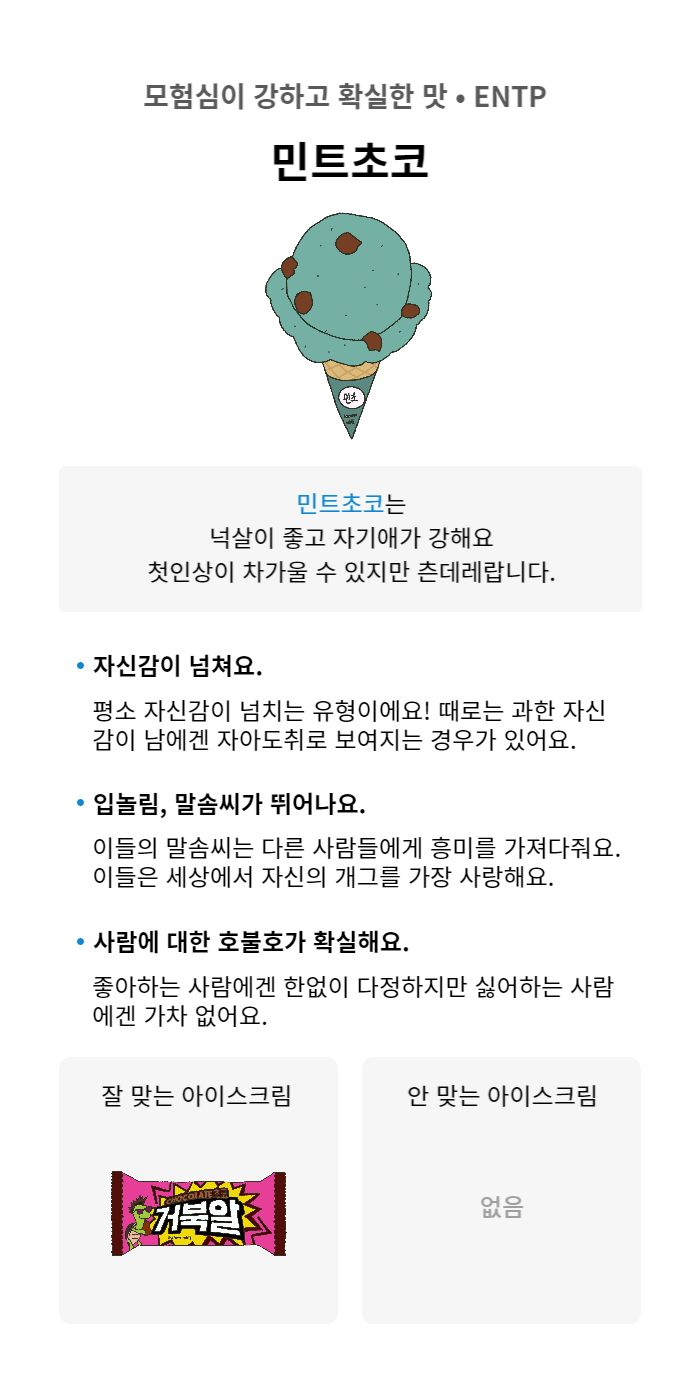 모험심이 강하고 확실한 맛 • ENTP
민트초코
민초
민트초코는
넉살이 좋고 자기애가 강해요
첫인상이 차가울 수 있지만 츤데레랍니다.
• 자신감이 넘쳐요.
평소 자신감이 넘치는 유형이에요! 때로는 과한 자신
감이 남에겐 자아도취로 보여지는 경우가 있어요.
• 입놀림, 말솜씨가 뛰어나요.
이들의 말솜씨는 다른 사람들에게 흥미를 가져다줘요.
이들은 세상에서 자신의 개그를 가장 사랑해요.
• 사람에 대한 호불호가 확실해요.
좋아하는 사람에겐 한없이 다정하지만 싫어하는 사람
에겐 가차 없어요.
잘 맞는 아이스크림
안 맞는 아이스크림
CHOCOLATE초코
거북알
없음